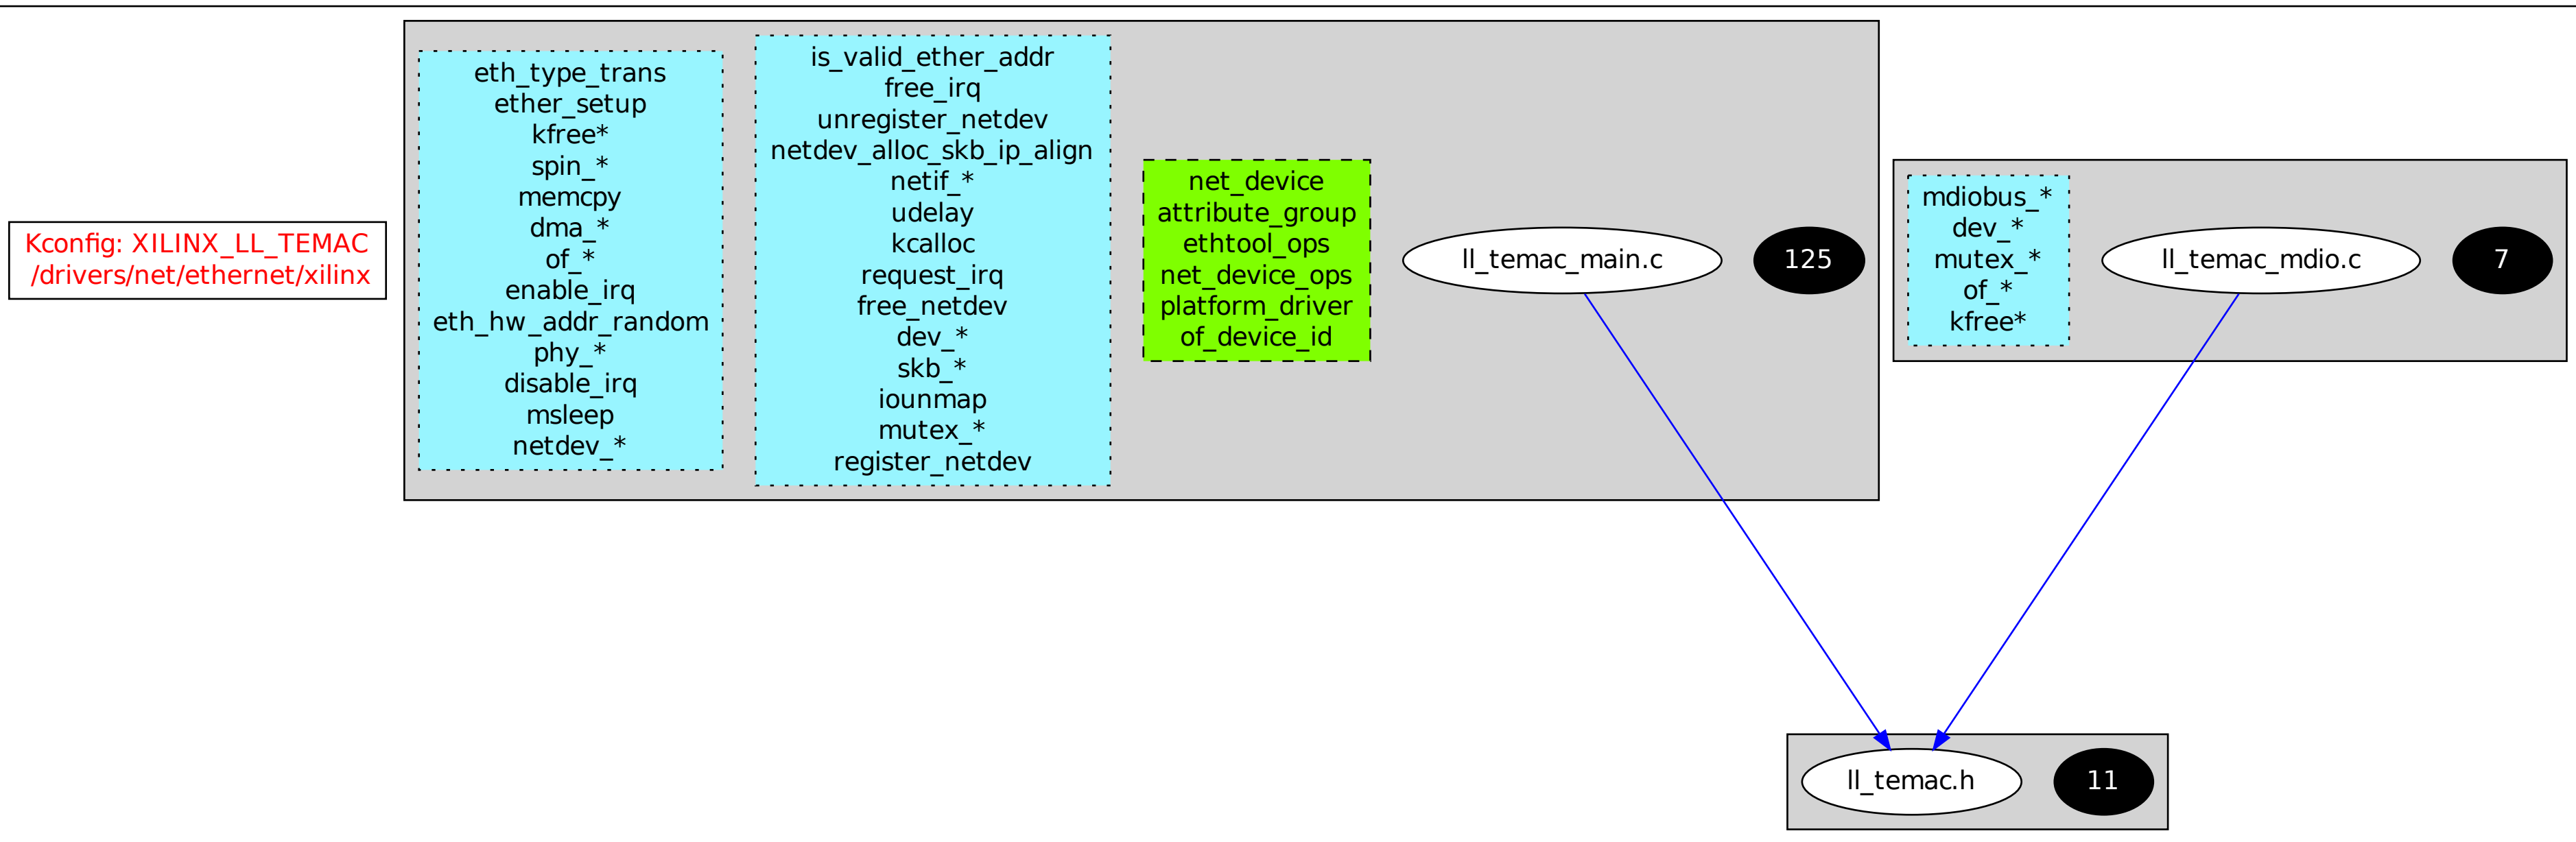 Kconfig: XILINX_LL_TEMAC
/drivers/net/ethernet/xilinx
eth_type_trans
ether_setup
kfree*
spin_*
memcpy
dma_*
of_*
enable_irq
eth_hw_addr_random
phy_*
disable_irq
msleep
netdev_*
is_valid_ether_addr
free_irq
unregister_netdev
netdev_alloc_skb_ip_align
netif_*
udelay
kcalloc
request_irq
free_netdev
dev_*
skb_*
iounmap
mutex_*
register_netdev
net_device
attribute_group
ethtool_ops
net_device_ops
platform_driver
of_device_id
ll_temac_main.c
125
mdiobus_*
dev_*
mutex_*
of_*
kfree*
ll_temac_mdio.c
7
ll_temac.h
11